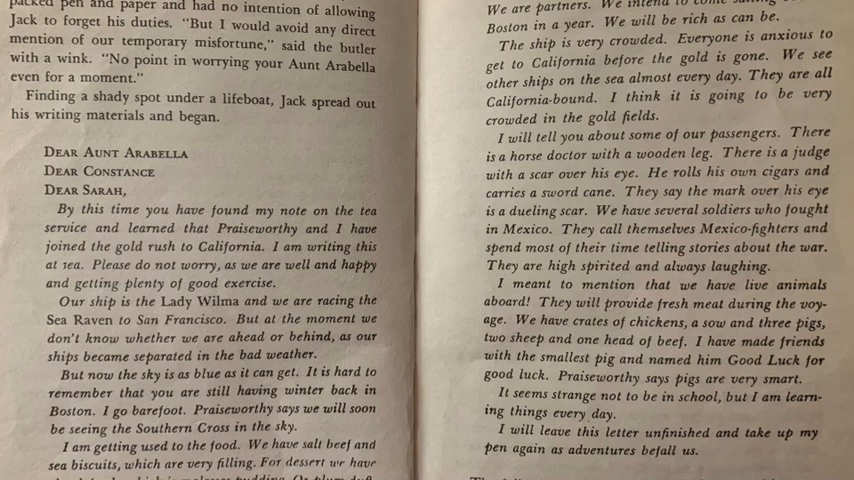 packed pen and paper and had no intention of allowing
Jack to forget his duties. "But I would avoid any direct
mention of our temporary misfortune," said the butler
with a wink. "No point in worrying your Aunt Arabella
even for a moment."
Finding a shady spot under a lifeboat, Jack spread out
his writing materials and began.
DEAR AUNT ARABELLA
DEAR CONSTANCE
DEAR SARAH,
By this time you have found my note on the tea
service and learned that Praiseworthy and I have
joined the gold rush to California. I am writing this
at sea. Please do not worry, as we are well and happy
and getting plenty of good exercise.
Our ship is the Lady Wilma and we are racing the
Sea Raven to San Francisco. But at the moment we
don't know whether we are ahead or behind, as our
ships became separated in the bad weather.
But now the sky is as blue as it can get. It is hard to
remember that you are still having winter back in
Boston. I go barefoot. Praiseworthy says we will soon
be seeing the Southern Cross in the sky.
I am getting used to the food. We have salt beef and
sea biscuits, which are very filling. For dessert we have
We are partners. We intend to come
Boston in a year. We will be rich as can be.
The ship is very crowded. Everyone is anxious to
get to California before the gold is gone. We see
other ships on the sea almost every day. They are all
California-bound. I think it is going to be very
crowded in the gold fields.
I will tell you about some of our passengers. There
is a horse doctor with a wooden leg. There is a judge
with a scar over his eye. He rolls his own cigars and
carries a sword cane. They say the mark over his eye
is a dueling scar. We have several soldiers who fought
in Mexico. They call themselves Mexico-fighters and
spend most of their time telling stories about the war.
They are high spirited and always laughing.
I meant to mention that we have live animals
aboard! They will provide fresh meat during the voy-
age. We have crates of chickens, a sow and three pigs,
two sheep and one head of beef. I have made friends
with the smallest pig and named him Good Luck for
good luck. Praiseworthy says pigs are very smart.
It seems strange not to be in school, but I am learn-
ing things every day.
I will leave this letter unfinished and take up my
pen again as adventures befall us.